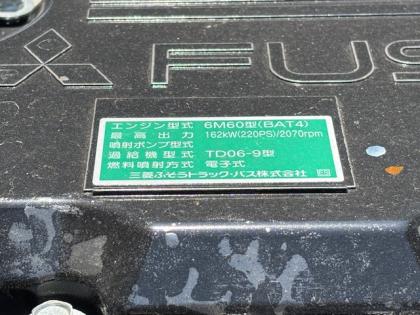 FUS
エンジン型式 6M60型(BAT4)
最高出力 162kW(220PS)/2070rpm
噴射ポンプ型式
過給機型式 TD06-9型
燃料噴射方式 電子式
三菱ふそうトラック・バス株式会社